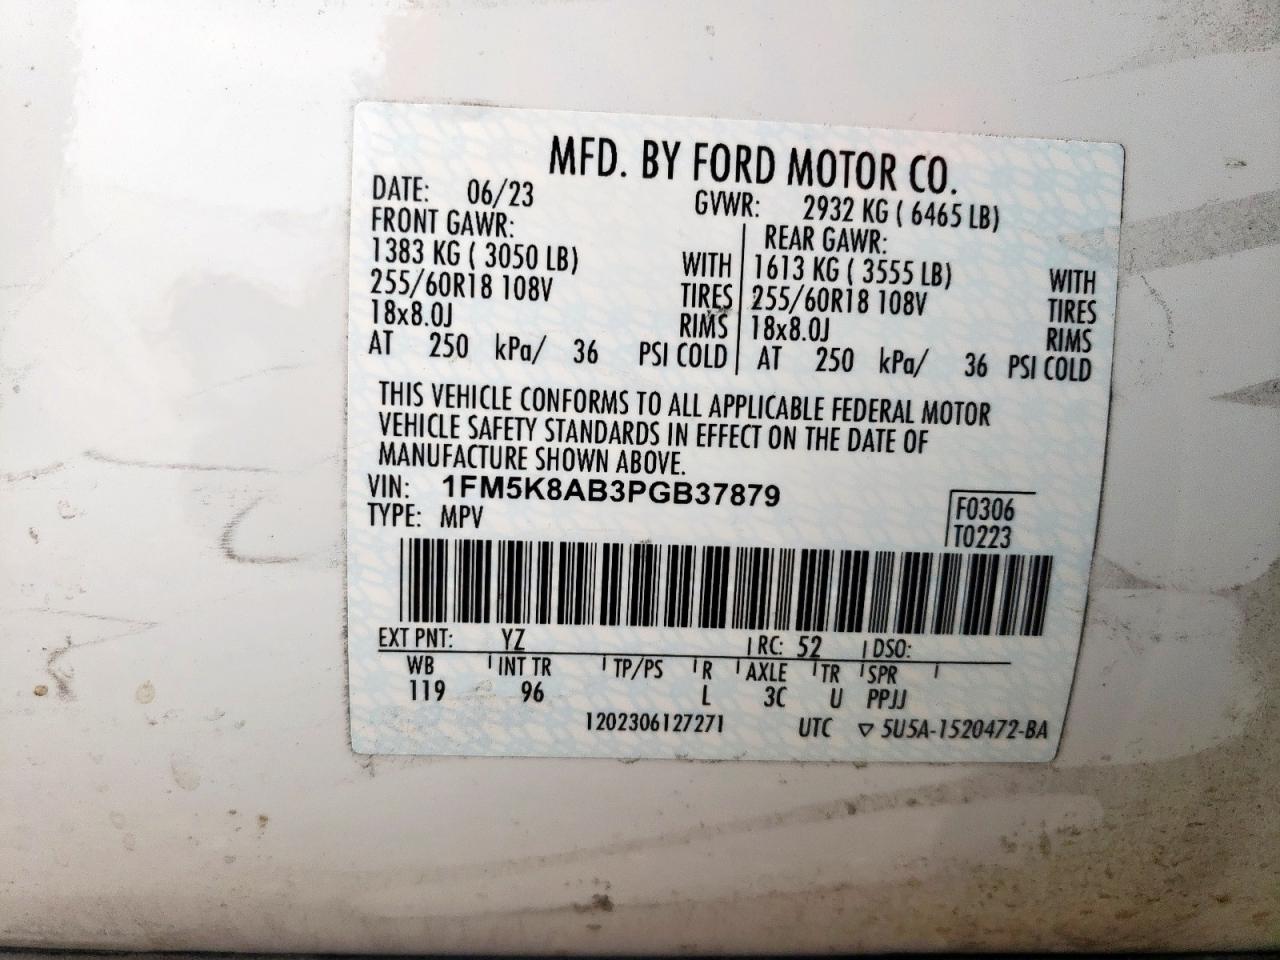 MFD. BY FORD MOTOR CO.
DATE: 06/23 GVWR: 2932 KG ( 6465 LB)
FRONT GAWR: REAR GAWR:
1383 KG ( 3050 LB) WITH 1613 KG ( 3555 LB) WITH
255/60R18 108V TIRES 255/60R18 108V TIRES
18x8.0J RIMS 18x8.0J RIMS
AT 250 kPa/ 36 PSI COLD AT 250 kPa/ 36 PSI COLD
THIS VEHICLE CONFORMS TO ALL APPLICABLE FEDERAL MOTOR
VEHICLE SAFETY STANDARDS IN EFFECT ON THE DATE OF
MANUFACTURE SHOWN ABOVE.
VIN: 1FM5K8AB3PGB37879 F0306
TYPE: MPV T0223
EXT PNT: YZ RC: 52 DSO:
WB INT TR TP/PS R AXLE TR SPR
119 96 L 3C U PPJJ
1202306127271 UTC ▽ 5U5A-1520472-BA